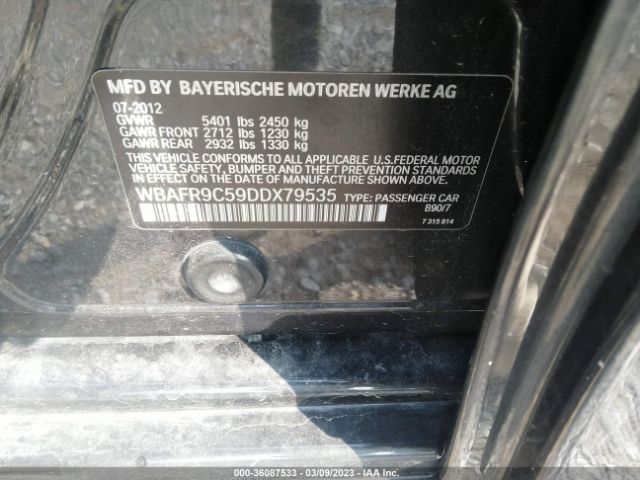 MFD BY BAYERISCHE MOTOREN WERKE AG
07-2012
GVWR 5401 lbs 2450 kg
GAWR FRONT 2712 lbs 1230 kg
GAWR REAR 2932 lbs 1330 kg
THIS VEHICLE CONFORMS TO ALL APPLICABLE U.S.FEDERAL MOTOR
VEHICLE SAFETY, BUMPER AND THEFT PREVENTION STANDARDS
IN EFFECT ON THE DATE OF MANUFACTURE SHOWN ABOVE.
WBAFR9C59DDX79535 TYPE: PASSENGER CAR
B90/7
7 315 814
000-36087533 - 03/09/2023 - IAA Inc.